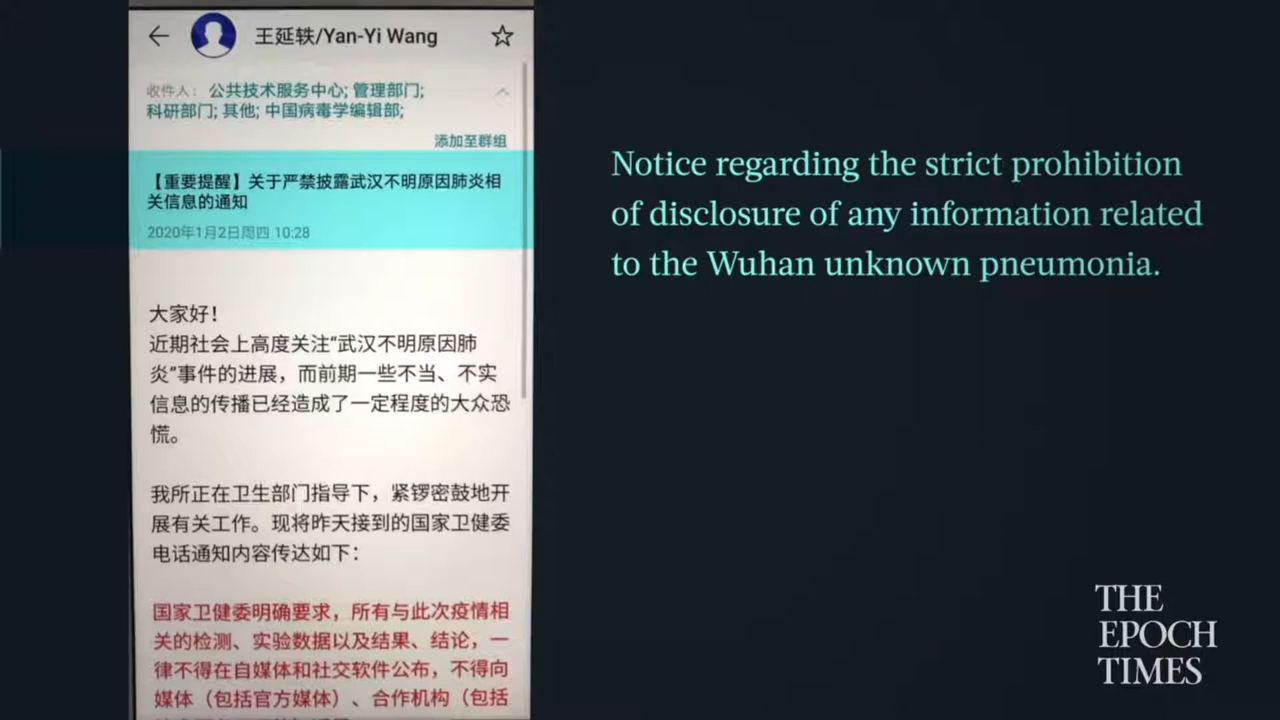 王延轶/Yan-Yi Wang
收件人: 公共技术服务中心; 管理部门;
科研部门; 其他; 中国病毒学编辑部;
添加至群组
【重要提醒】关于严禁披露武汉不明原因肺炎相
关信息的通知
2020年1月2日周四 10:28
大家好!
近期社会上高度关注"武汉不明原因肺
炎"事件的进展，而前期一些不当、不实
信息的传播已经造成了一定程度的大众恐
慌。
我所正在卫生部门指导下，紧锣密鼓地开
展有关工作。现将昨天接到的国家卫健委
电话通知内容传达如下：
国家卫健委明确要求，所有与此次疫情相
关的检测、实验数据以及结果、结论，一
律不得在自媒体和社交软件公布，不得向
媒体（包括官方媒体）、合作机构（包括
Notice regarding the strict prohibition
of disclosure of any information related
to the Wuhan unknown pneumonia.
THE
EPOCH
TIMES